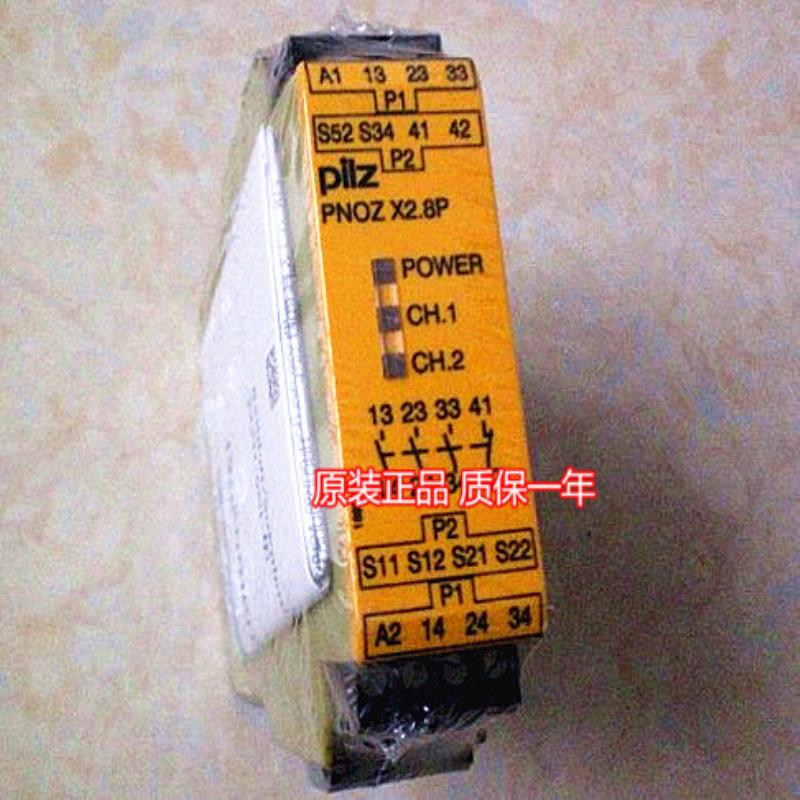 A1 13 23 33
P1
S52 S34 41 42
P2
pilz
PNOZ X2.8P
POWER
CH.1
CH.2
13 23 33 41
原装正品 质保一年
P2
S11 S12 S21 S22
P1
A2 14 24 34